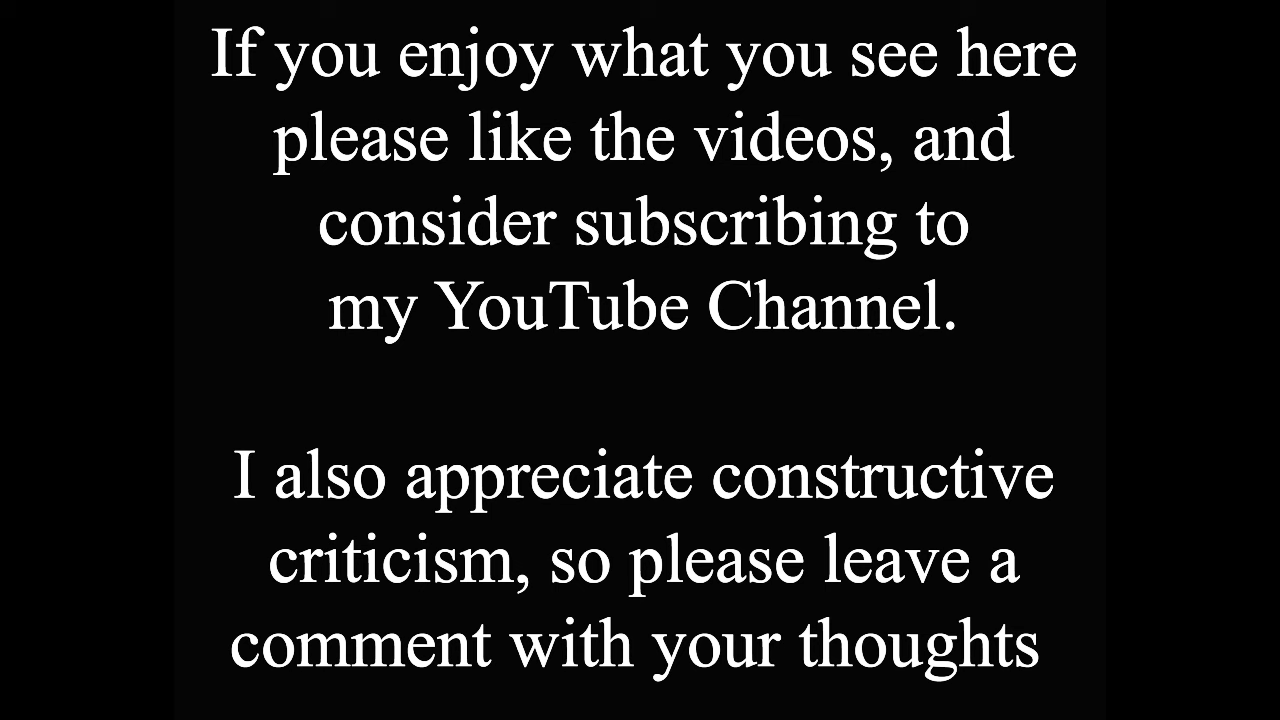 If you enjoy what you see here
please like the videos, and
consider subscribing to
my YouTube Channel.
I also appreciate constructive
criticism, so please leave a
comment with your thoughts